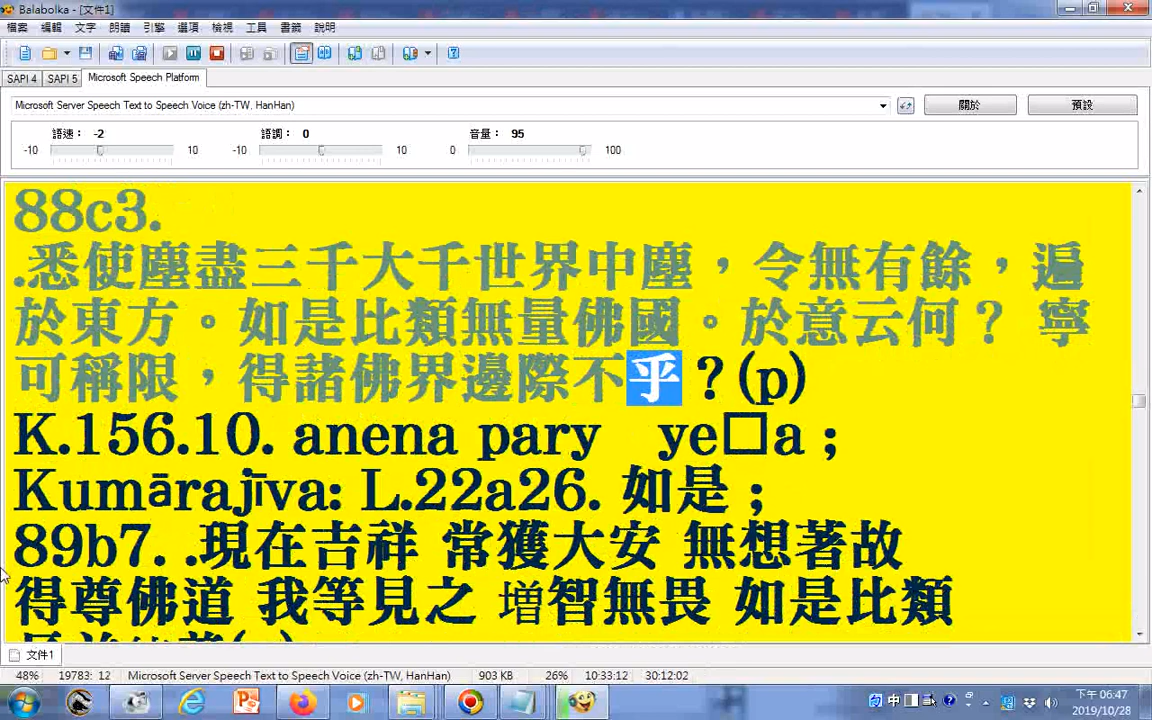 Balabolka - [文件1]
檔案 編輯 文字 朗讀 引擎 選項 檢視 工具 書籤 說明
SAPI 4 SAPI 5 Microsoft Speech Platform
Microsoft Server Speech Text to Speech Voice (zh-TW, HanHan) 關於 預設
語速： -2 語調： 0 音量： 95
-10 10 -10 10 0 100
88c3.
.悉使塵盡三千大千世界中塵，令無有餘，遍
於東方。如是比類無量佛國。於意云何？ 寧
可稱限，得諸佛界邊際不乎？(p)
K.156.10. anena pary ye□a ;
Kumārajīva: L.22a26. 如是；
89b7. .現在吉祥 常獲大安 無想著故
得尊佛道 我等見之 增智無畏 如是比類
文件1
48% 19783: 12 Microsoft Server Speech Text to Speech Voice (zh-TW, HanHan) 903 KB 26% 10:33:12 30:12:02
中 下午 06:47
2019/10/28